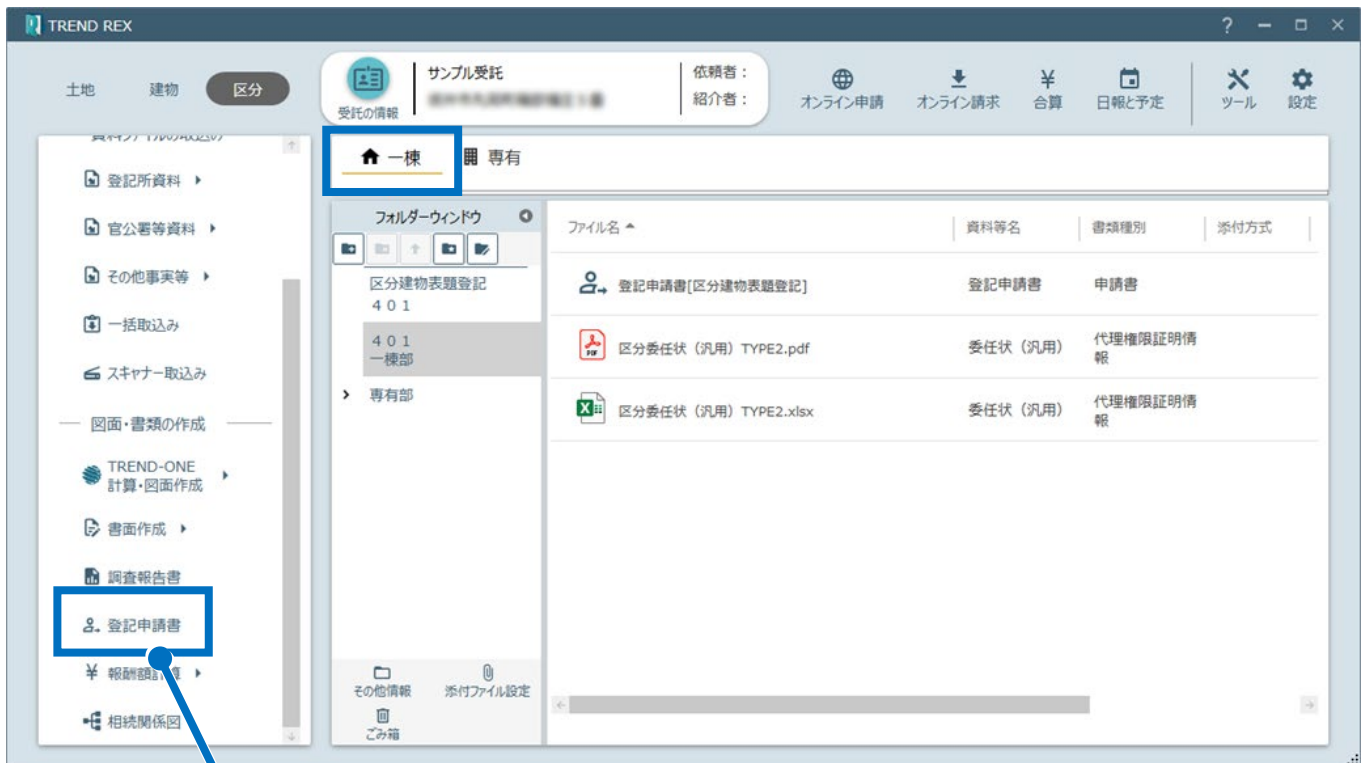 TREND REX
?
土地 建物 区分
受託の情報
サンプル受託
依頼者：
紹介者：
オンライン申請 オンライン請求 合算 日報と予定 ツール 設定
登記所資料
官公署等資料
その他事実等
一括取込み
スキャナー取込み
図面・書類の作成
TREND-ONE
計算・図面作成
書面作成
調査報告書
登記申請書
相続関係図
一棟 専有
フォルダーウィンドウ
区分建物表題登記
４０１
４０１
一棟部
専有部
その他情報 添付ファイル設定
ごみ箱
ファイル名 資料等名 書類種別 添付方式
登記申請書[区分建物表題登記] 登記申請書 申請書
区分委任状（汎用）TYPE2.pdf 委任状（汎用） 代理権限証明情
報
区分委任状（汎用）TYPE2.xlsx 委任状（汎用） 代理権限証明情
報